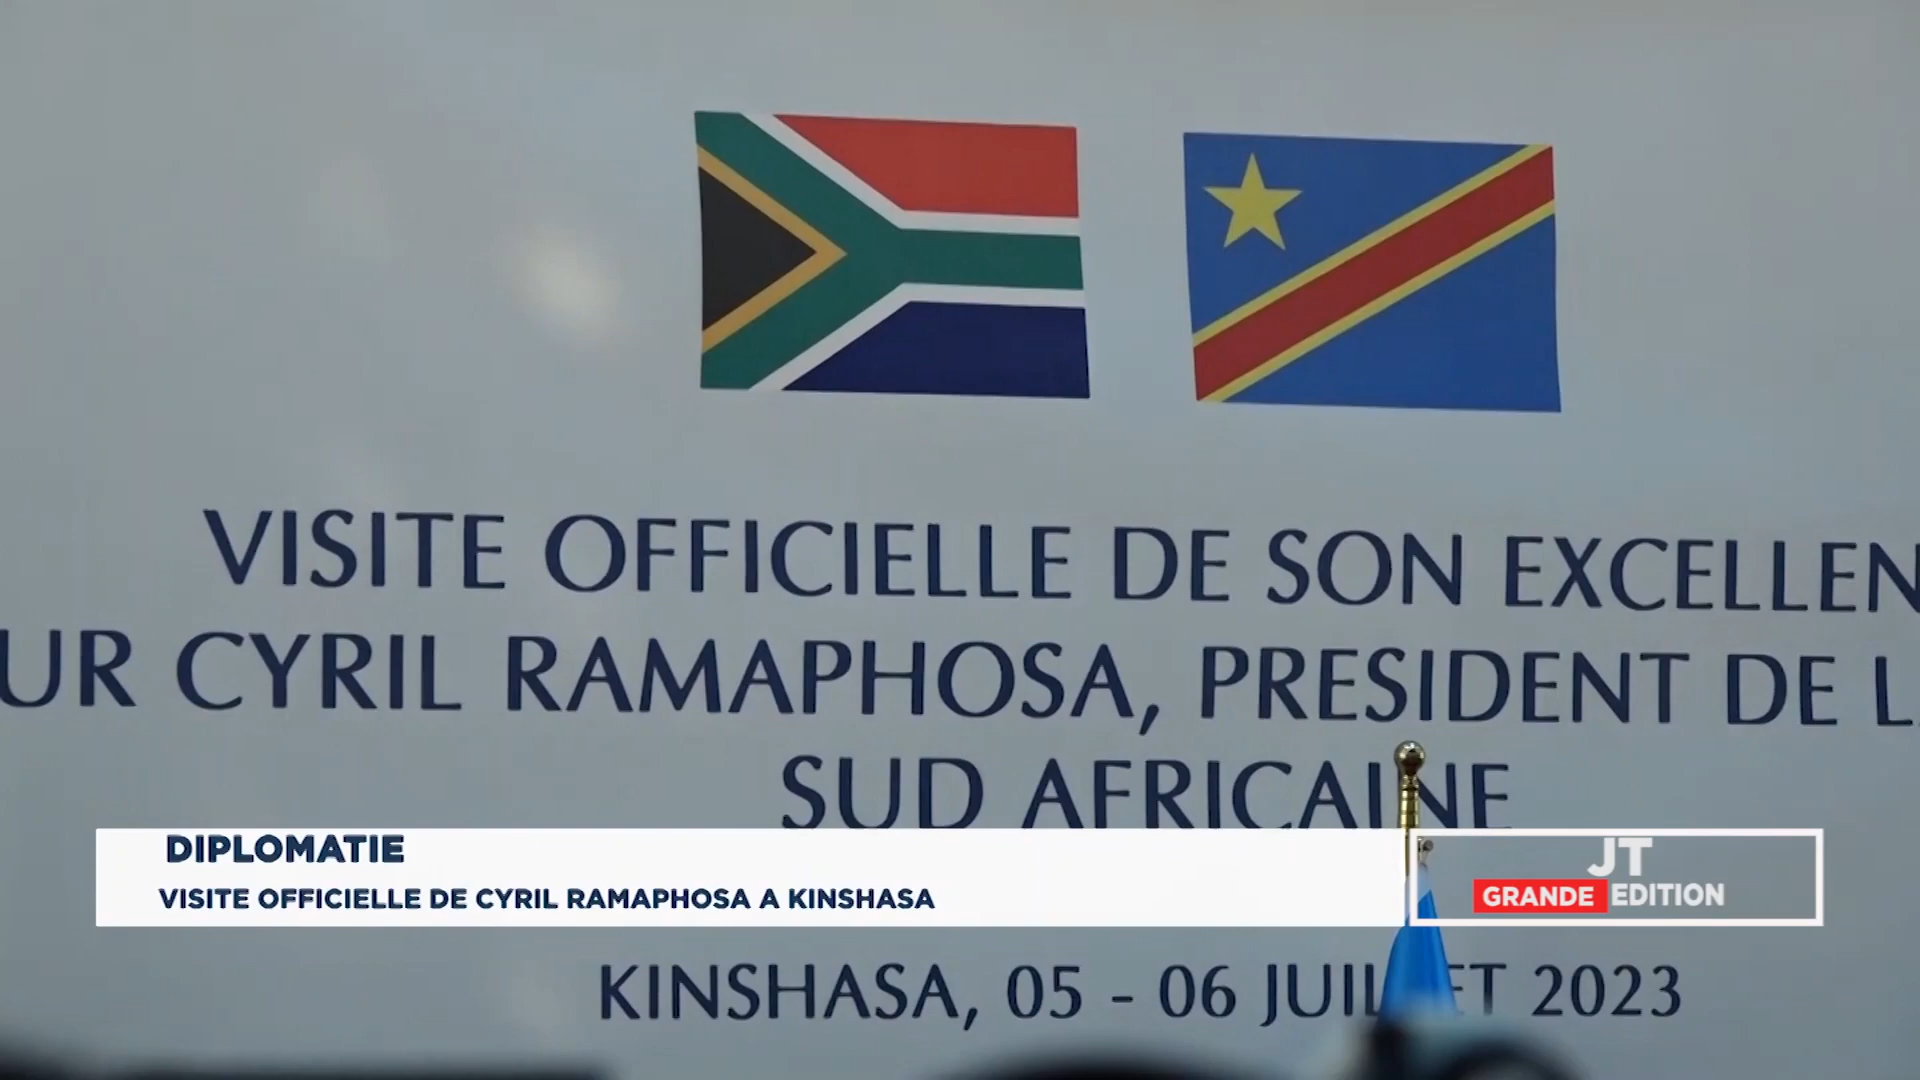 VISITE OFFICIELLE DE SON EXCELLEN
UR CYRIL RAMAPHOSA, PRESIDENT DE L
SUD AFRICAINE
DIPLOMATIE
VISITE OFFICIELLE DE CYRIL RAMAPHOSA A KINSHASA
JT
GRANDE EDITION
KINSHASA, 05 - 06 JUILLET 2023